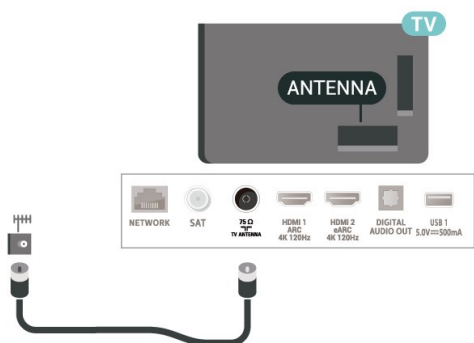 TV
ANTENNA
NETWORK
SAT
75 Ω
TV ANTENNA
HDMI 1
ARC
4K 120Hz
HDMI 2
eARC
4K 120Hz
DIGITAL
AUDIO OUT
USB 1
5.0V⎓500mA